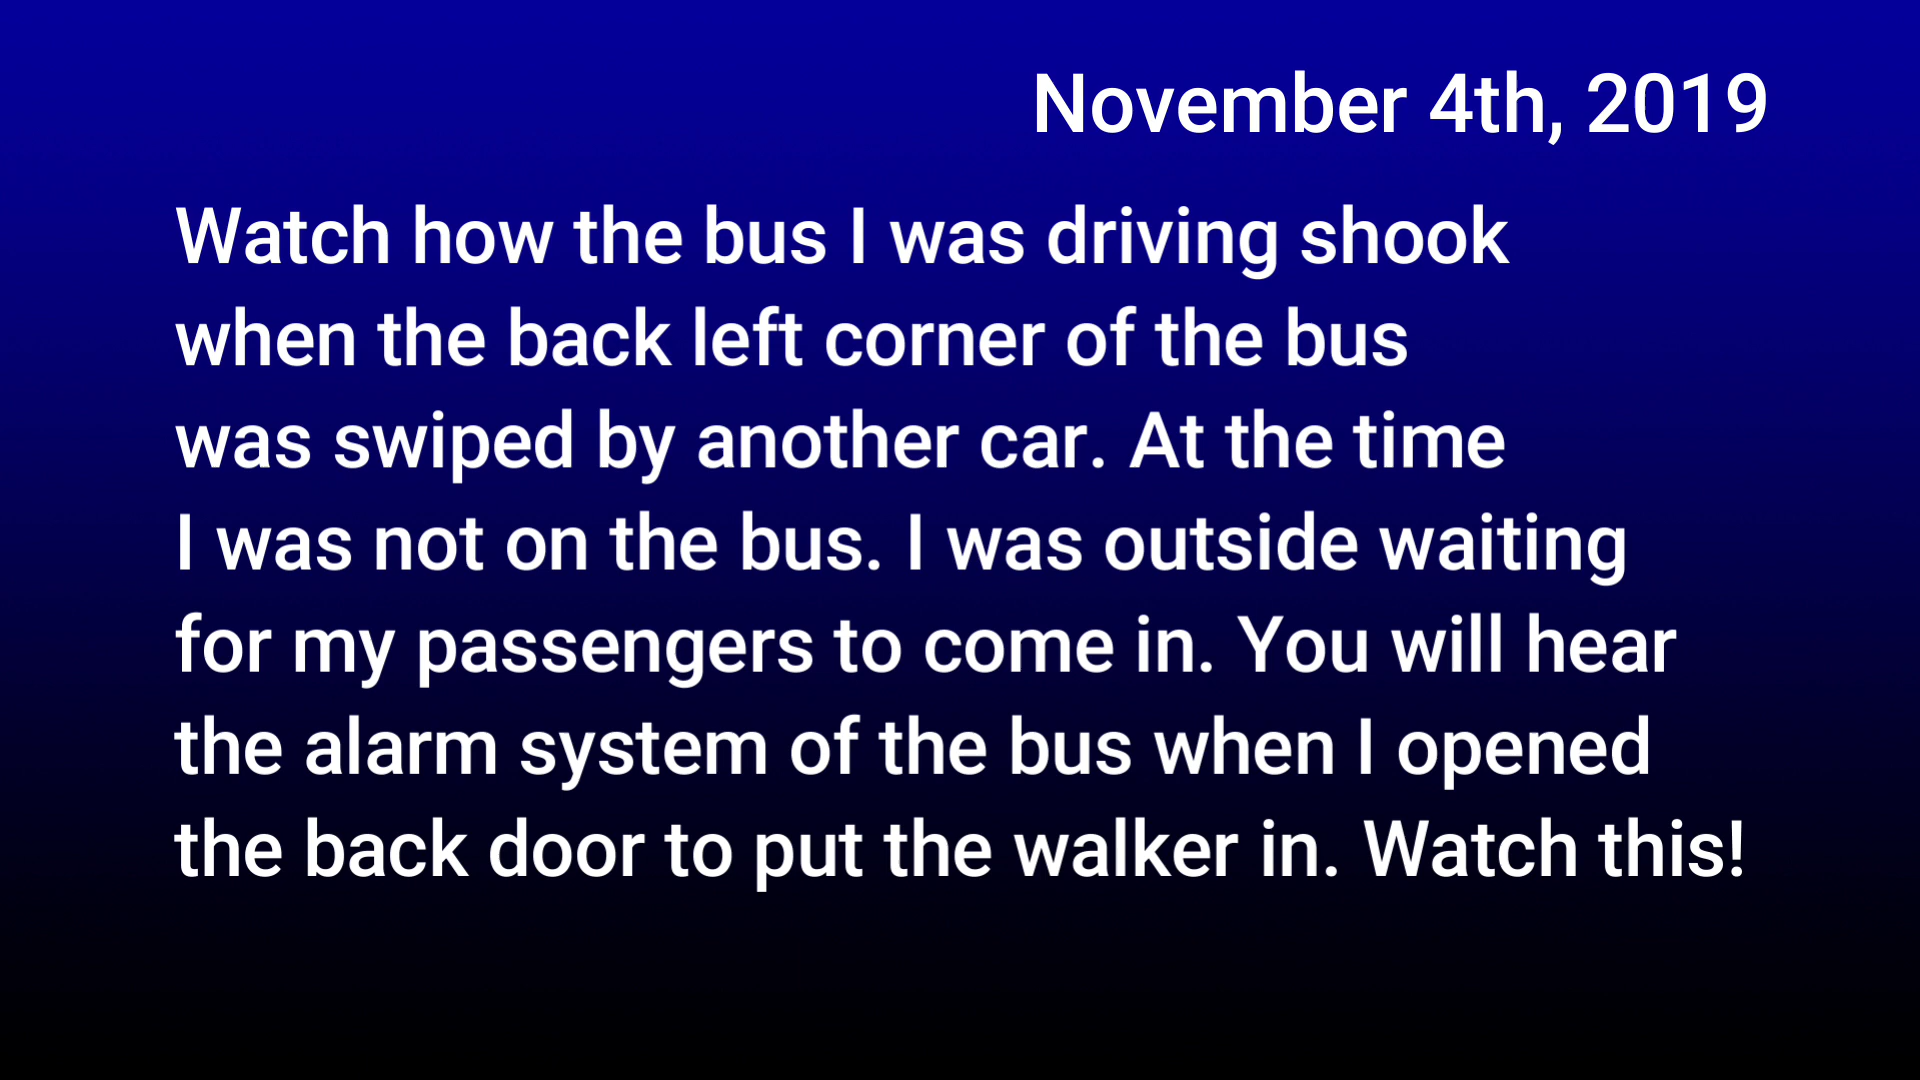 November 4th, 2019
Watch how the bus I was driving shook
when the back left corner of the bus
was swiped by another car. At the time
I was not on the bus. I was outside waiting
for my passengers to come in. You will hear
the alarm system of the bus when I opened
the back door to put the walker in. Watch this!